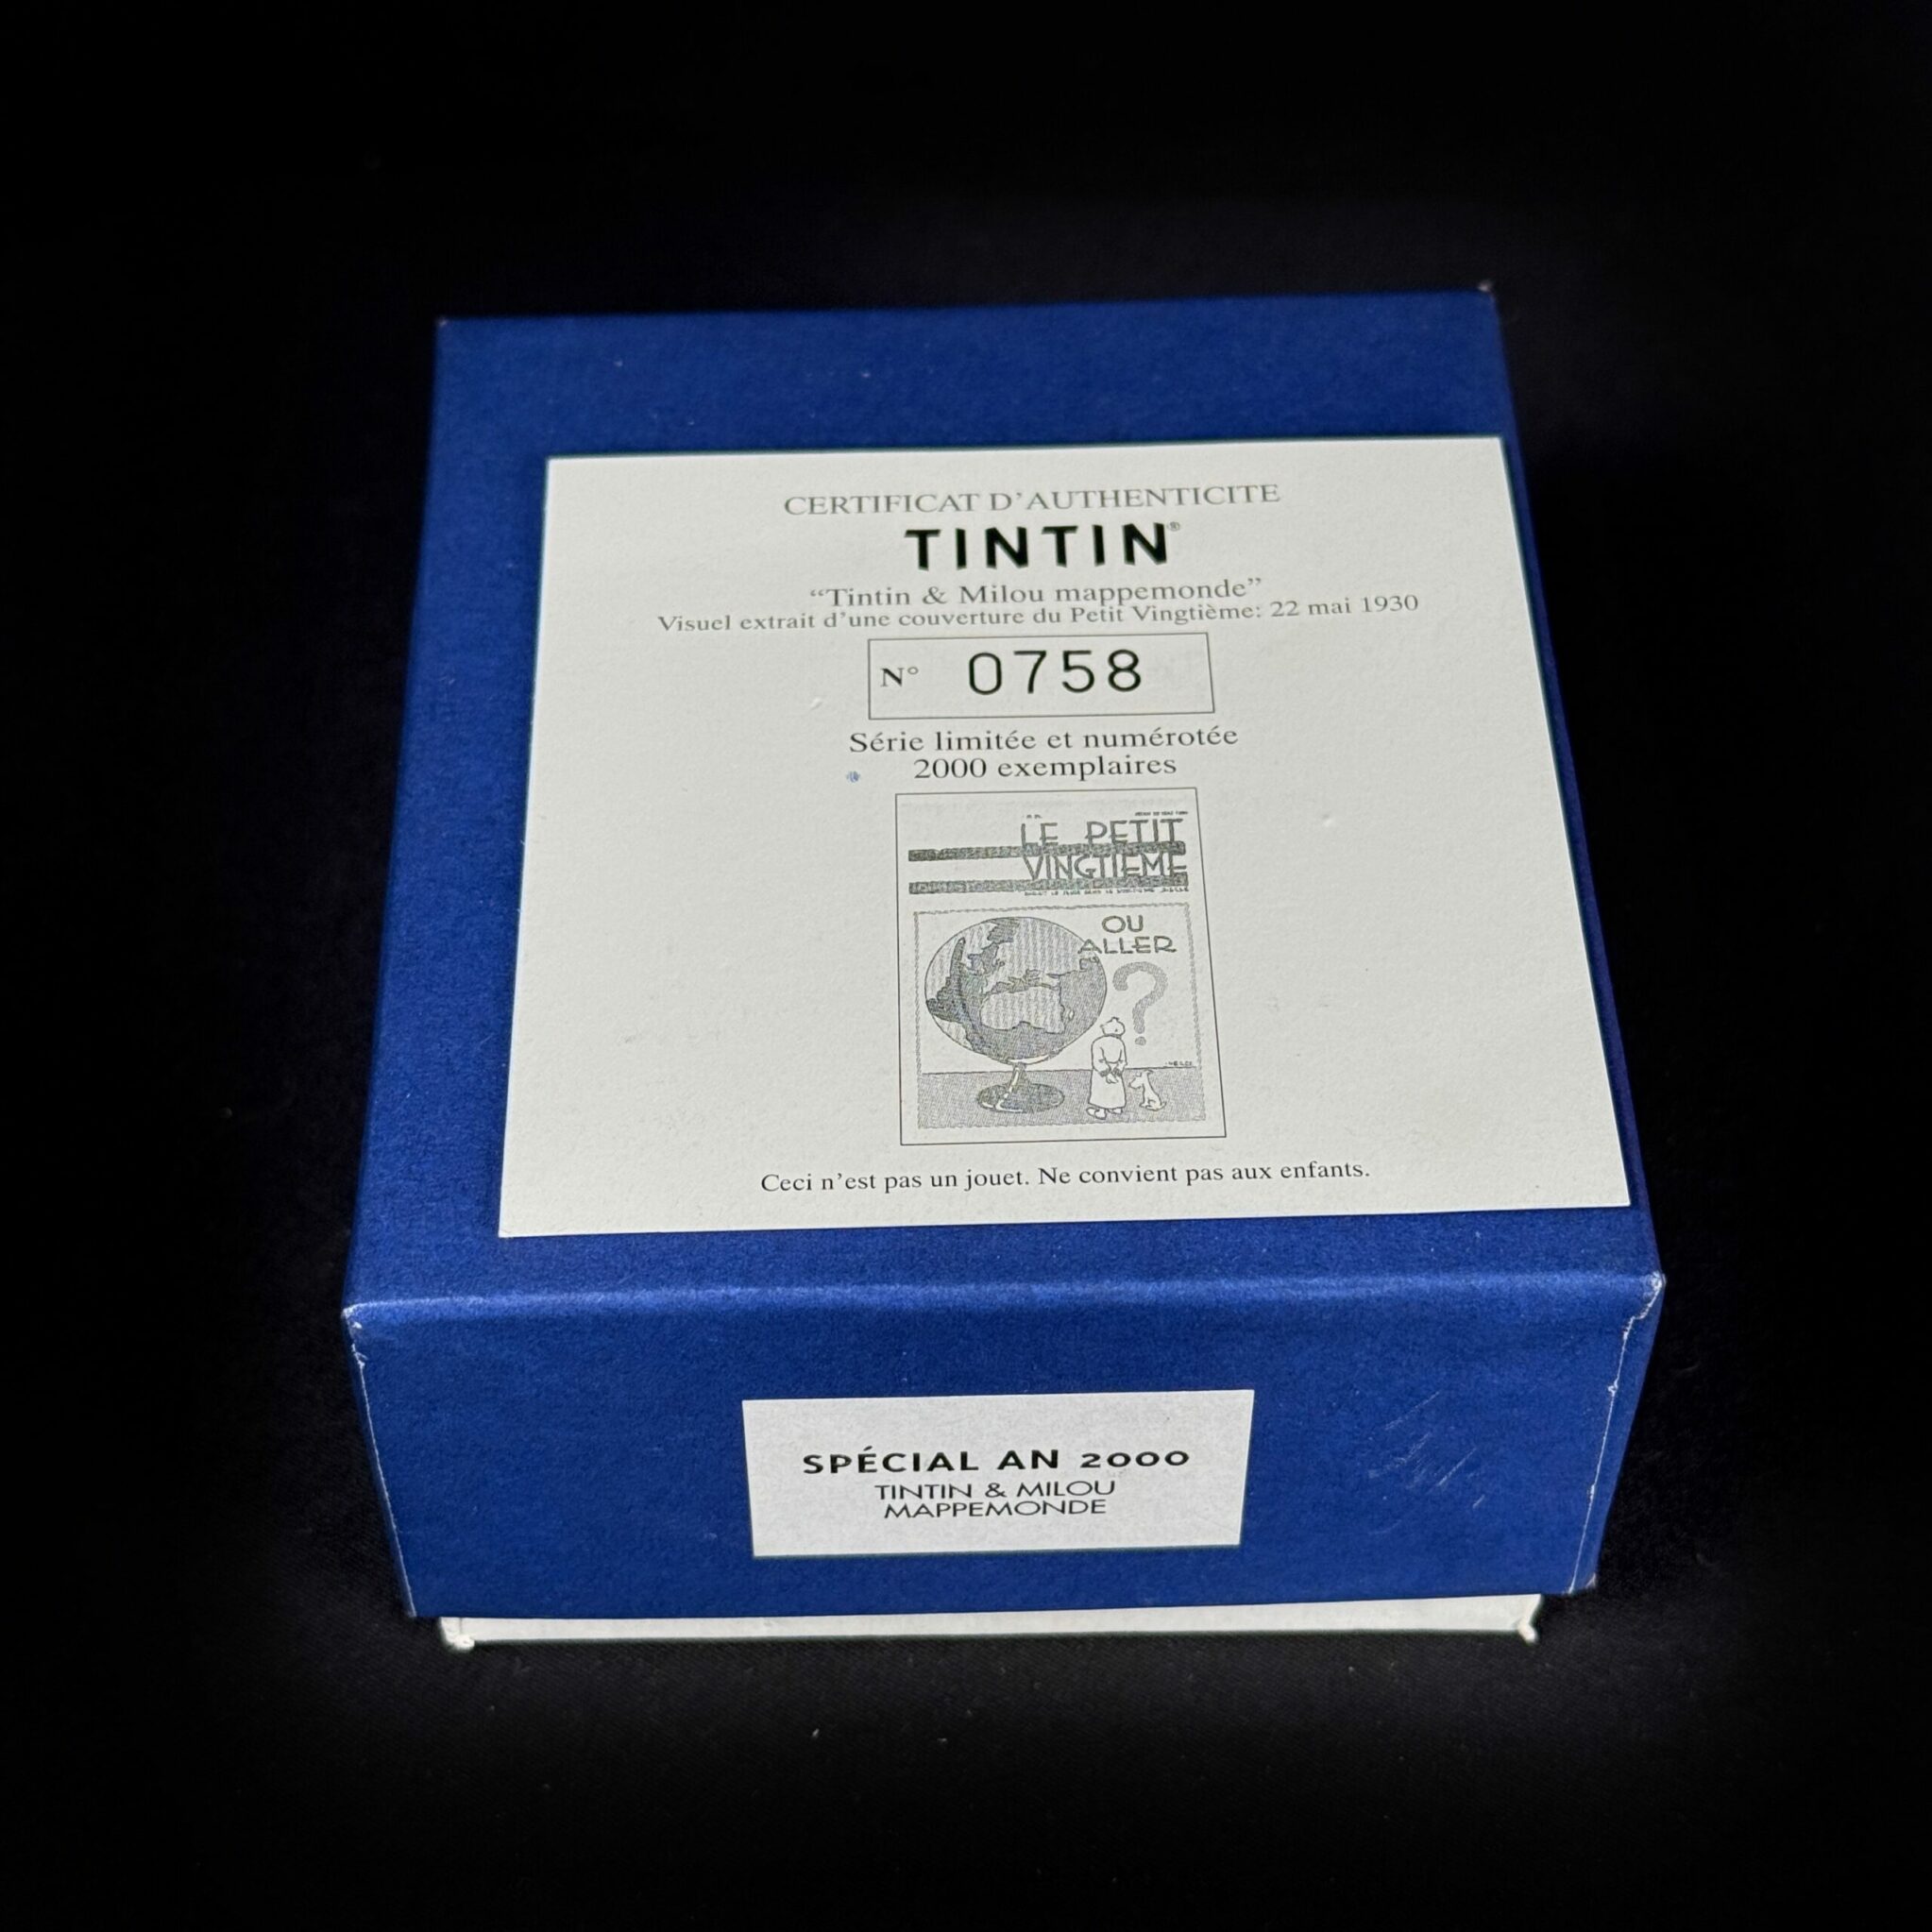 CERTIFICAT D'AUTHENTICITE
TINTIN®
“Tintin & Milou mappemonde”
Visuel extrait d'une couverture du Petit Vingtième: 22 mai 1930
N° 0758
Série limitée et numérotée
2000 exemplaires
LE PETIT
VINGTIEME
OU
ALLER
?
Ceci n'est pas un jouet. Ne convient pas aux enfants.
SPÉCIAL AN 2000
TINTIN & MILOU
MAPPEMONDE